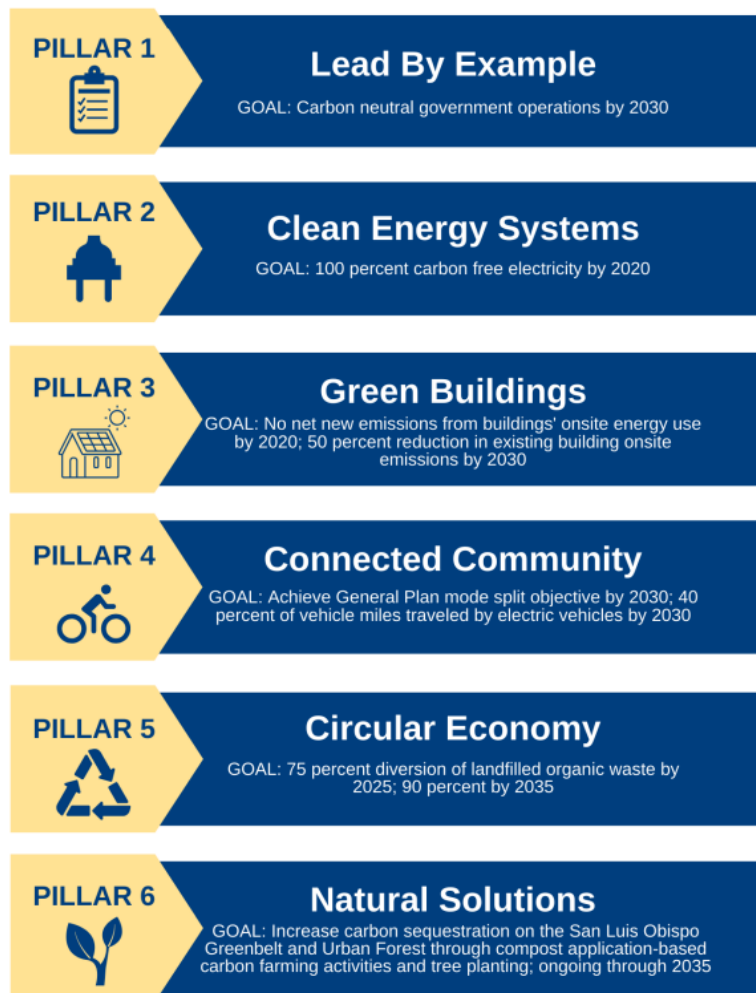 PILLAR 1
Lead By Example
GOAL: Carbon neutral government operations by 2030
PILLAR 2
Clean Energy Systems
GOAL: 100 percent carbon free electricity by 2020
PILLAR 3
Green Buildings
GOAL: No net new emissions from buildings' onsite energy use
by 2020; 50 percent reduction in existing building onsite
emissions by 2030
PILLAR 4
Connected Community
GOAL: Achieve General Plan mode split objective by 2030; 40
percent of vehicle miles traveled by electric vehicles by 2030
PILLAR 5
Circular Economy
GOAL: 75 percent diversion of landfilled organic waste by
2025; 90 percent by 2035
PILLAR 6
Natural Solutions
GOAL: Increase carbon sequestration on the San Luis Obispo
Greenbelt and Urban Forest through compost application-based
carbon farming activities and tree planting; ongoing through 2035